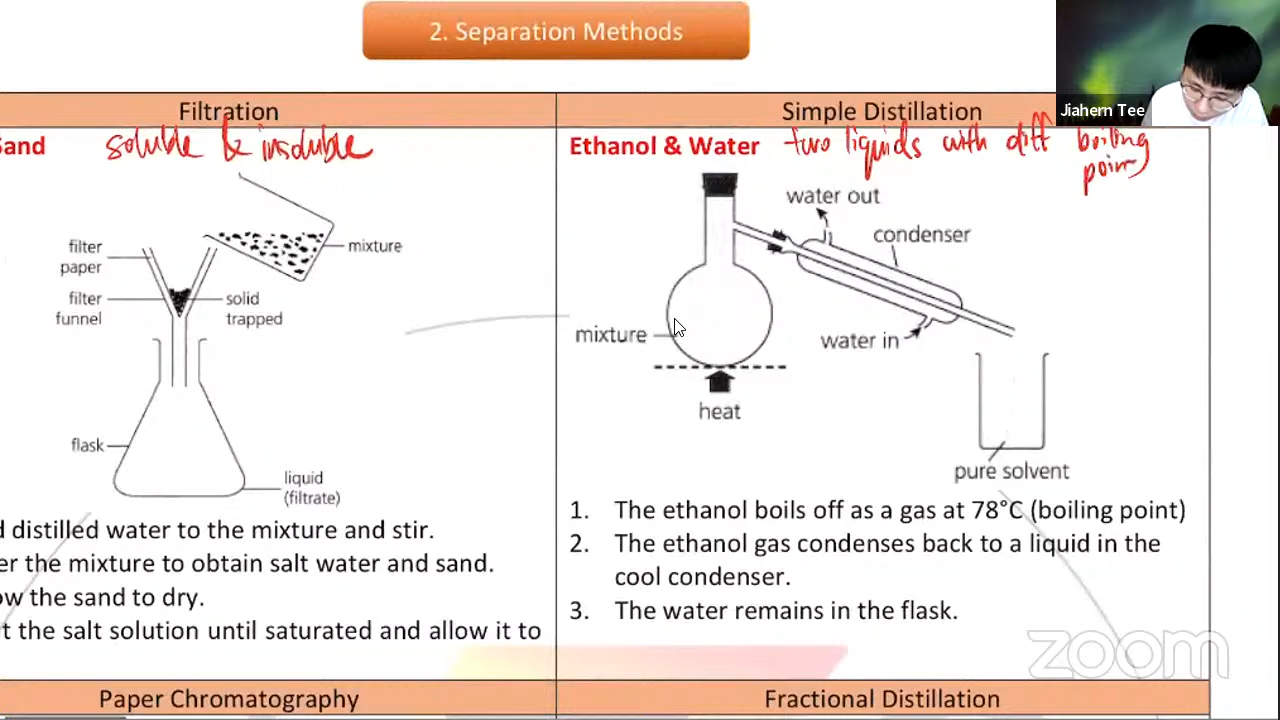 2. Separation Methods
Jiahern Tee
Filtration
Sand
soluble & insoluble
filter
paper
filter
funnel
mixture
solid
trapped
flask
liquid
(filtrate)
d distilled water to the mixture and stir.
er the mixture to obtain salt water and sand.
ow the sand to dry.
t the salt solution until saturated and allow it to
Simple Distillation
Ethanol & Water
two liquids with diff boiling
points
water out
condenser
mixture
water in
heat
pure solvent
1. The ethanol boils off as a gas at 78°C (boiling point)
2. The ethanol gas condenses back to a liquid in the
cool condenser.
3. The water remains in the flask.
zoom
Paper Chromatography
Fractional Distillation